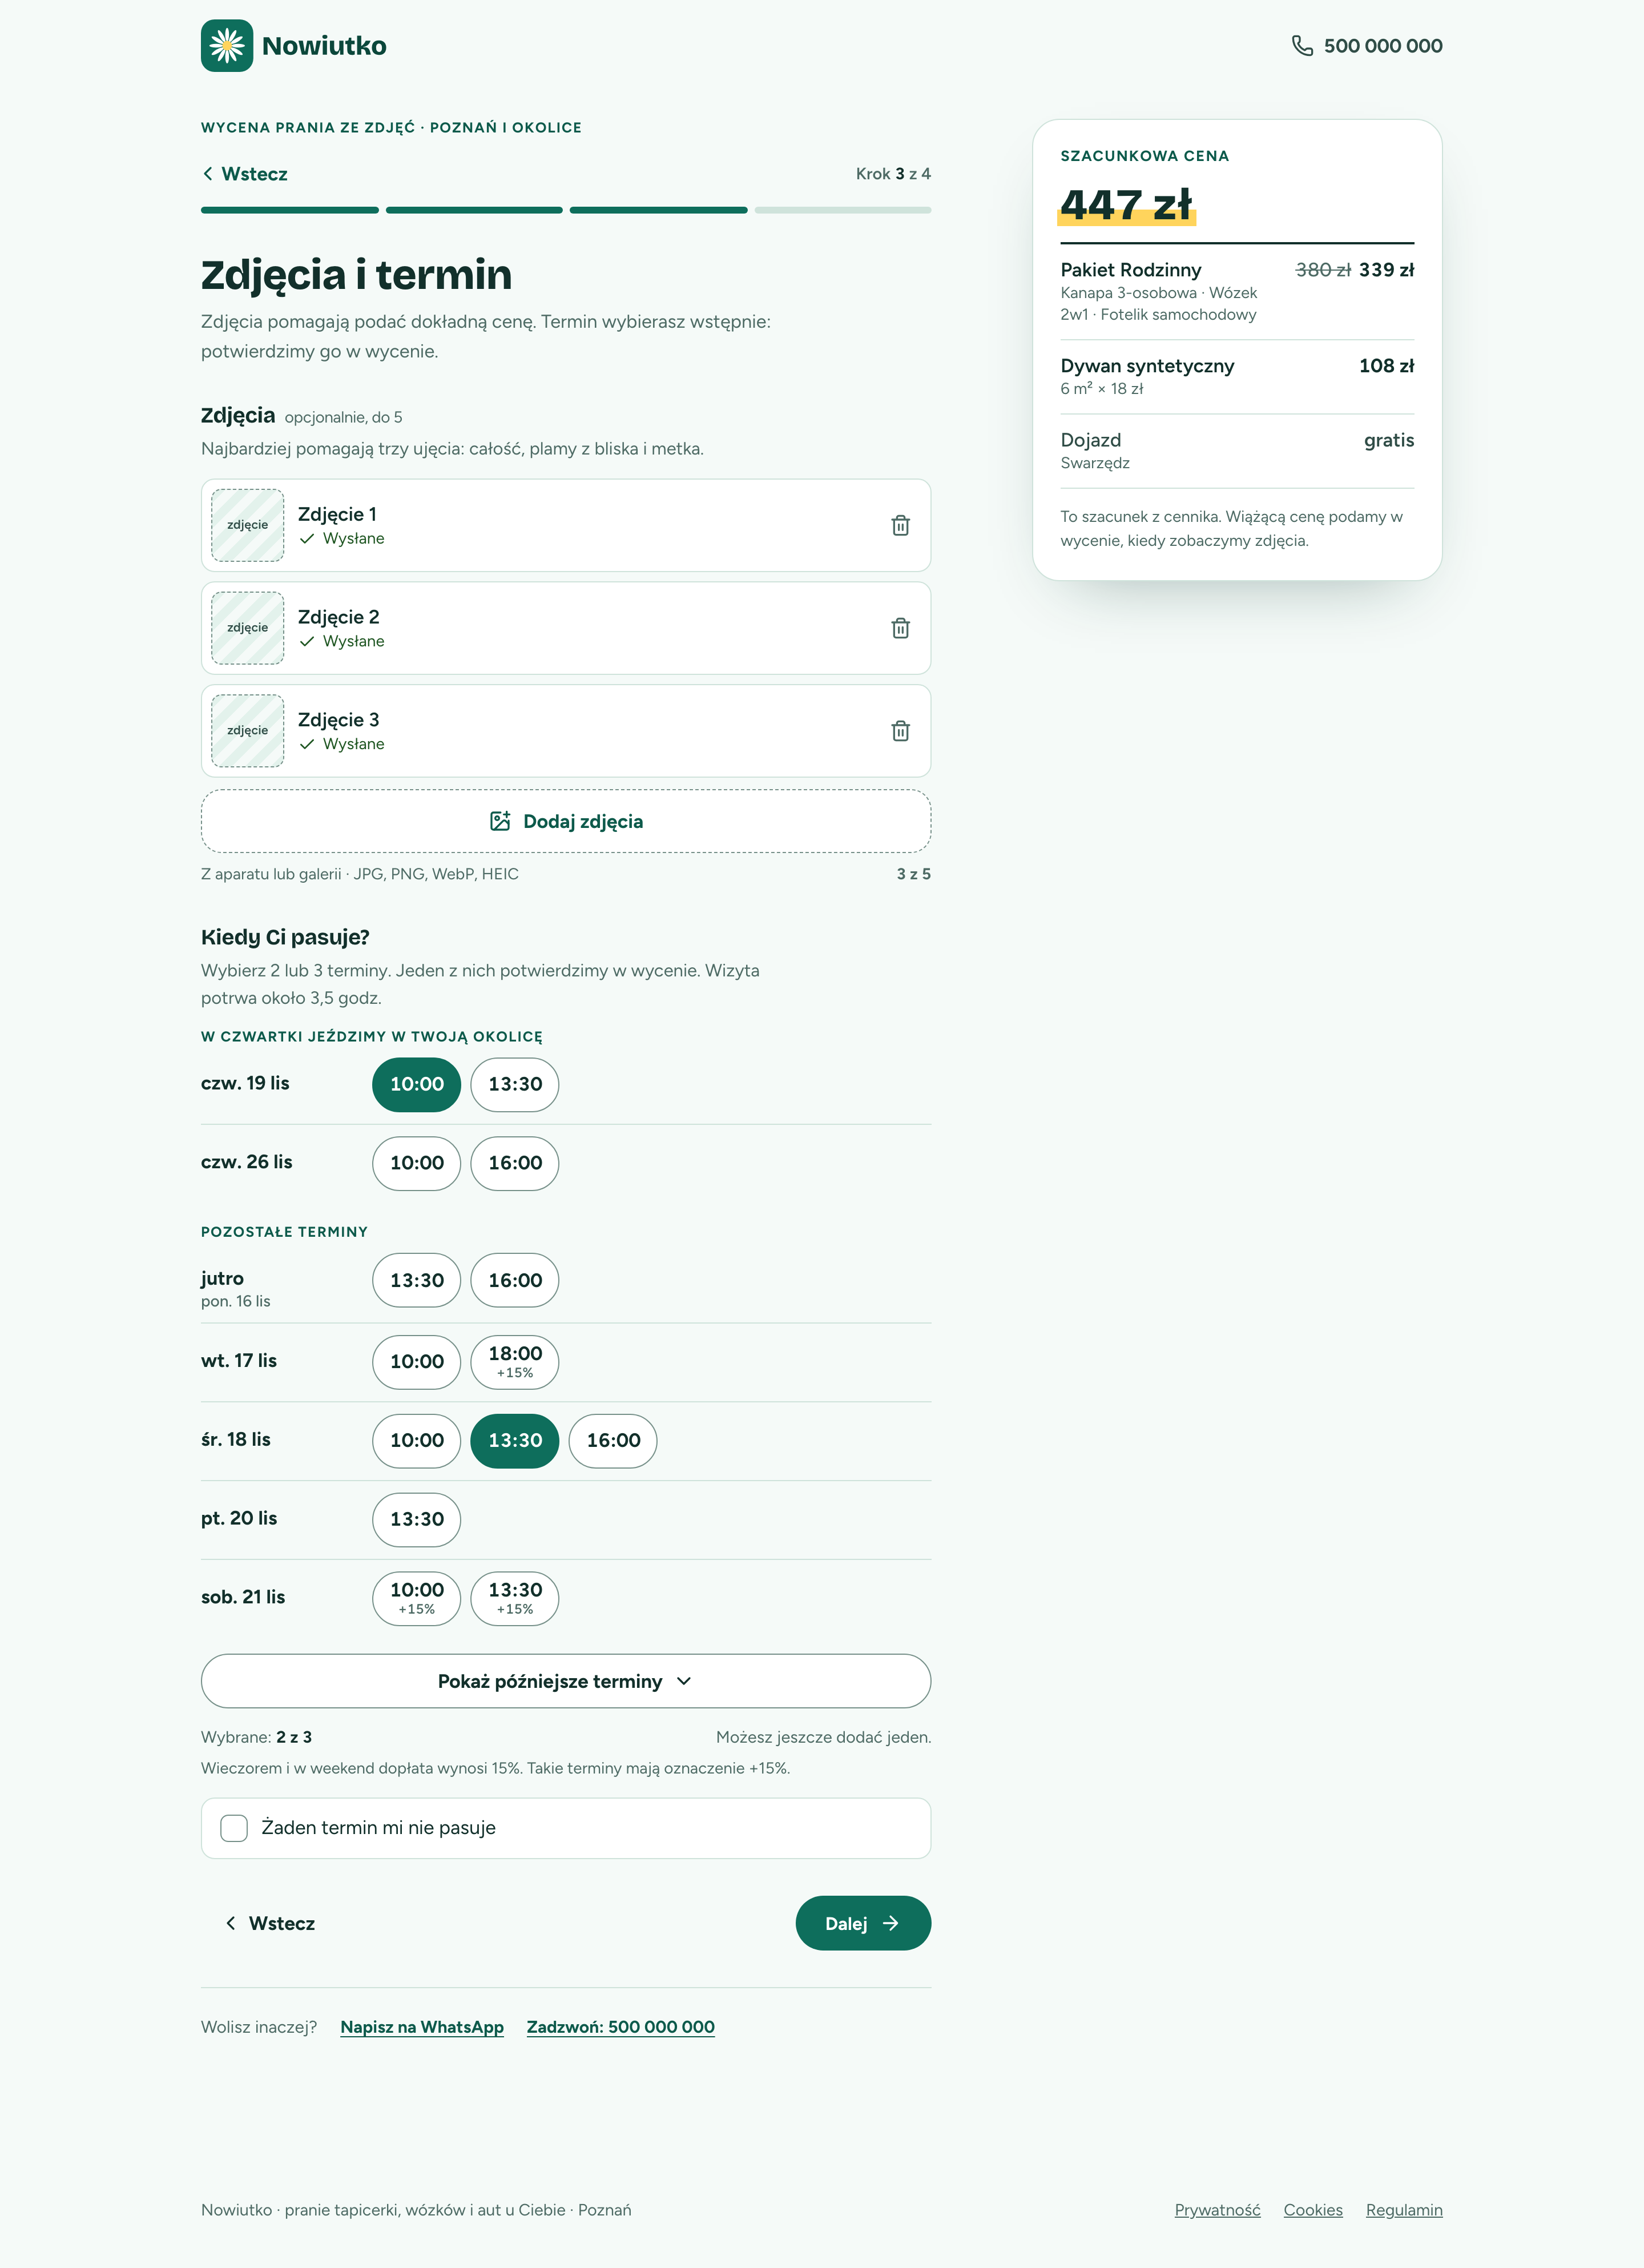 Nowiutko
500 000 000
WYCENA PRANIA ZE ZDJĘĆ · POZNAŃ I OKOLICE
Wstecz
Krok 3 z 4
Zdjęcia i termin
Zdjęcia pomagają podać dokładną cenę. Termin wybierasz wstępnie:
potwierdzimy go w wycenie.
Zdjęcia opcjonalnie, do 5
Najbardziej pomagają trzy ujęcia: całość, plamy z bliska i metka.
zdjęcie
Zdjęcie 1
Wysłane
zdjęcie
Zdjęcie 2
Wysłane
zdjęcie
Zdjęcie 3
Wysłane
Dodaj zdjęcia
Z aparatu lub galerii · JPG, PNG, WebP, HEIC
3 z 5
Kiedy Ci pasuje?
Wybierz 2 lub 3 terminy. Jeden z nich potwierdzimy w wycenie. Wizyta
potrwa około 3,5 godz.
W CZWARTKI JEŹDZIMY W TWOJĄ OKOLICĘ
czw. 19 lis 10:00 13:30
czw. 26 lis 10:00 16:00
POZOSTAŁE TERMINY
jutro 13:30 16:00
pon. 16 lis
wt. 17 lis 10:00 18:00
+15%
śr. 18 lis 10:00 13:30 16:00
pt. 20 lis 13:30
sob. 21 lis 10:00 13:30
+15% +15%
Pokaż późniejsze terminy
Wybrane: 2 z 3
Możesz jeszcze dodać jeden.
Wieczorem i w weekend dopłata wynosi 15%. Takie terminy mają oznaczenie +15%.
Żaden termin mi nie pasuje
Wstecz
Dalej
Wolisz inaczej? Napisz na WhatsApp Zadzwoń: 500 000 000
SZACUNKOWA CENA
447 zł
Pakiet Rodzinny 380 zł 339 zł
Kanapa 3-osobowa · Wózek
2w1 · Fotelik samochodowy
Dywan syntetyczny 108 zł
6 m² × 18 zł
Dojazd gratis
Swarzędz
To szacunek z cennika. Wiążącą cenę podamy w
wycenie, kiedy zobaczymy zdjęcia.
Nowiutko · pranie tapicerki, wózków i aut u Ciebie · Poznań
Prywatność Cookies Regulamin